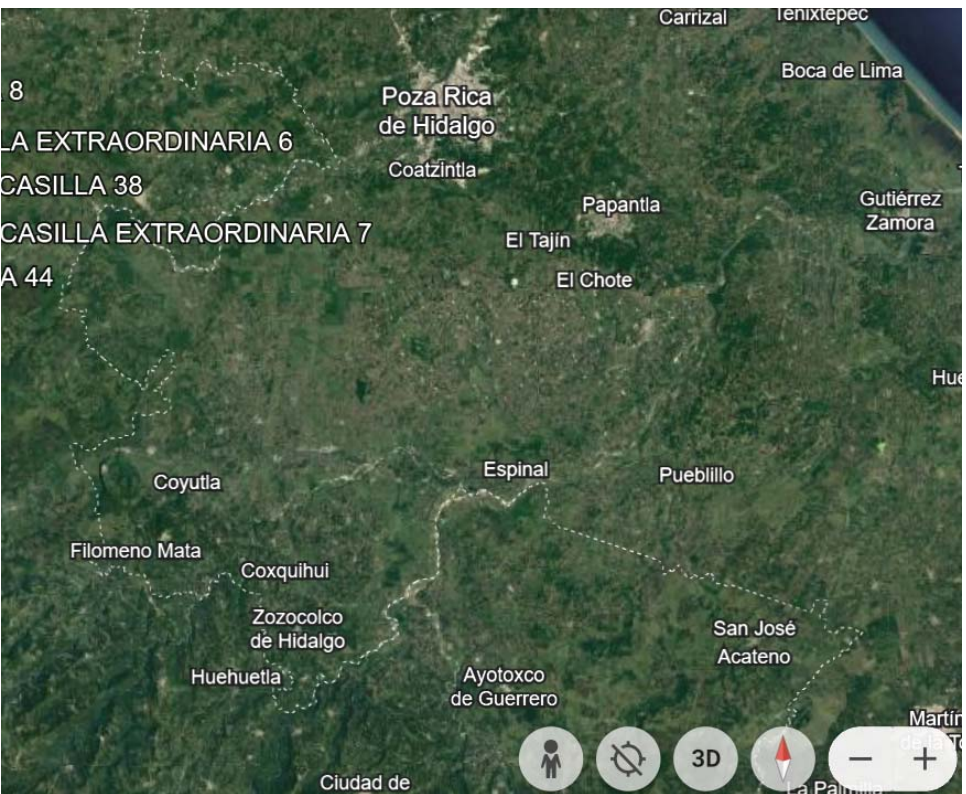 Carrizal
Tenixtepec
Boca de Lima
8
Poza Rica
de Hidalgo
LA EXTRAORDINARIA 6
Coatzintla
CASILLA 38
Papantla
Gutiérrez
Zamora
CASILLA EXTRAORDINARIA 7
El Tajín
A 44
El Chote
Espinal
Pueblillo
Coyutla
Filomeno Mata
Coxquihui
Zozocolco
de Hidalgo
San José
Acateno
Huehuetla
Ayotoxco
de Guerrero
3D
Ciudad de